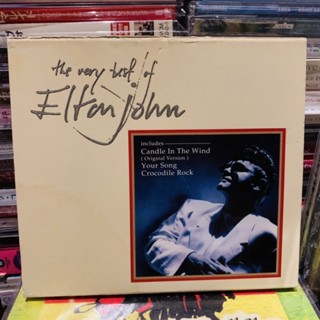 the very best of
Elton John
includes
Candle In The Wind
( Original Version )
Your Song
Crocodile Rock